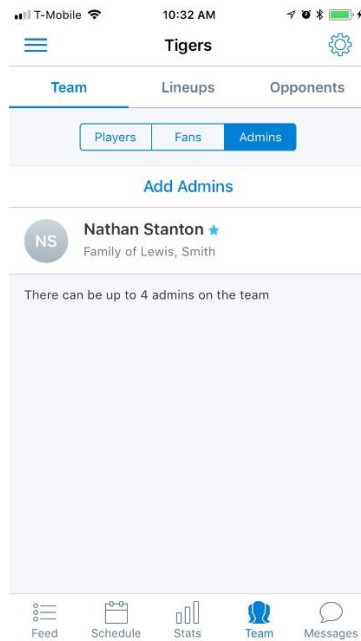 T-Mobile 10:32 AM
Tigers
Team Lineups Opponents
Players Fans Admins
Add Admins
NS
Nathan Stanton
Family of Lewis, Smith
There can be up to 4 admins on the team
Feed Schedule Stats Team Messages